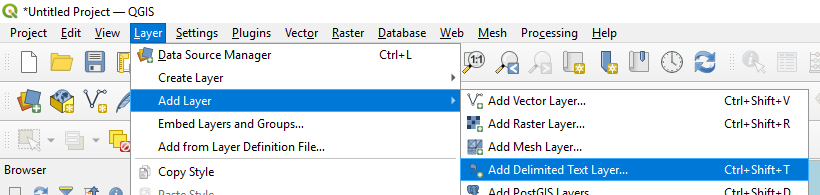 *Untitled Project — QGIS
Project Edit View Layer Settings Plugins Vector Raster Database Web Mesh Processing Help
Data Source Manager Ctrl+L
1:1
Create Layer
Add Layer
Add Vector Layer... Ctrl+Shift+V
Embed Layers and Groups...
Add Raster Layer... Ctrl+Shift+R
Add from Layer Definition File...
Add Mesh Layer...
Browser
Copy Style
Add Delimited Text Layer... Ctrl+Shift+T
Paste Style
Add PostGIS Layers... Ctrl+Shift+D